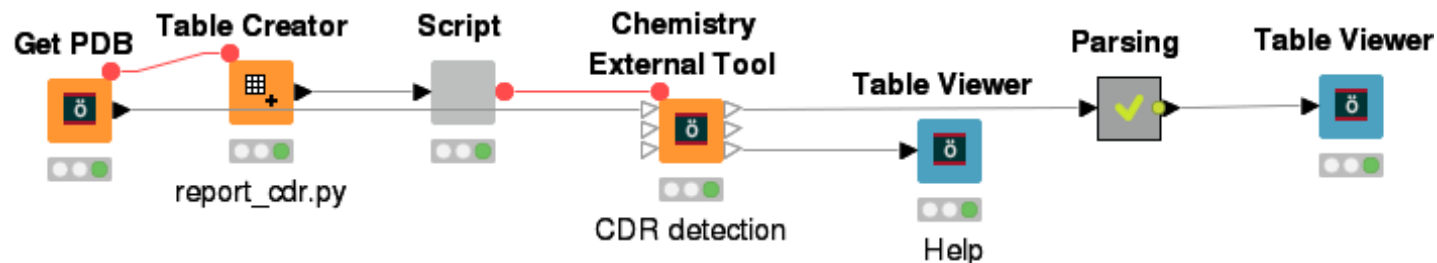 Get PDB
Table Creator
report_cdr.py
Script
Chemistry
External Tool
CDR detection
Table Viewer
Help
Parsing
Table Viewer